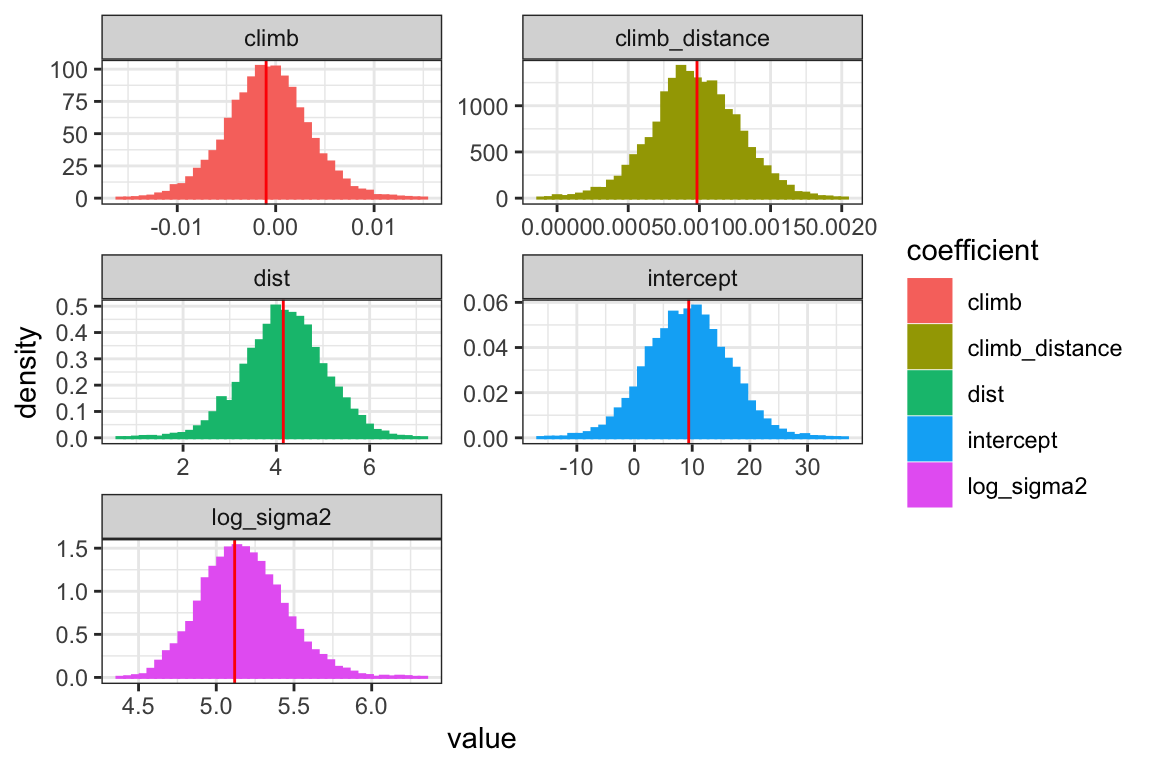 climb
climb_distance
100
75
50
25
0
-0.01 0.00 0.01
1000
500
0
0.00000.00050.00100.00150.0020
dist
intercept
0.5
0.4
0.3
0.2
0.1
0.0
2 4 6
0.06
0.04
0.02
0.00
-10 0 10 20 30
log_sigma2
1.5
1.0
0.5
0.0
4.5 5.0 5.5 6.0
density
value
coefficient
climb
climb_distance
dist
intercept
log_sigma2